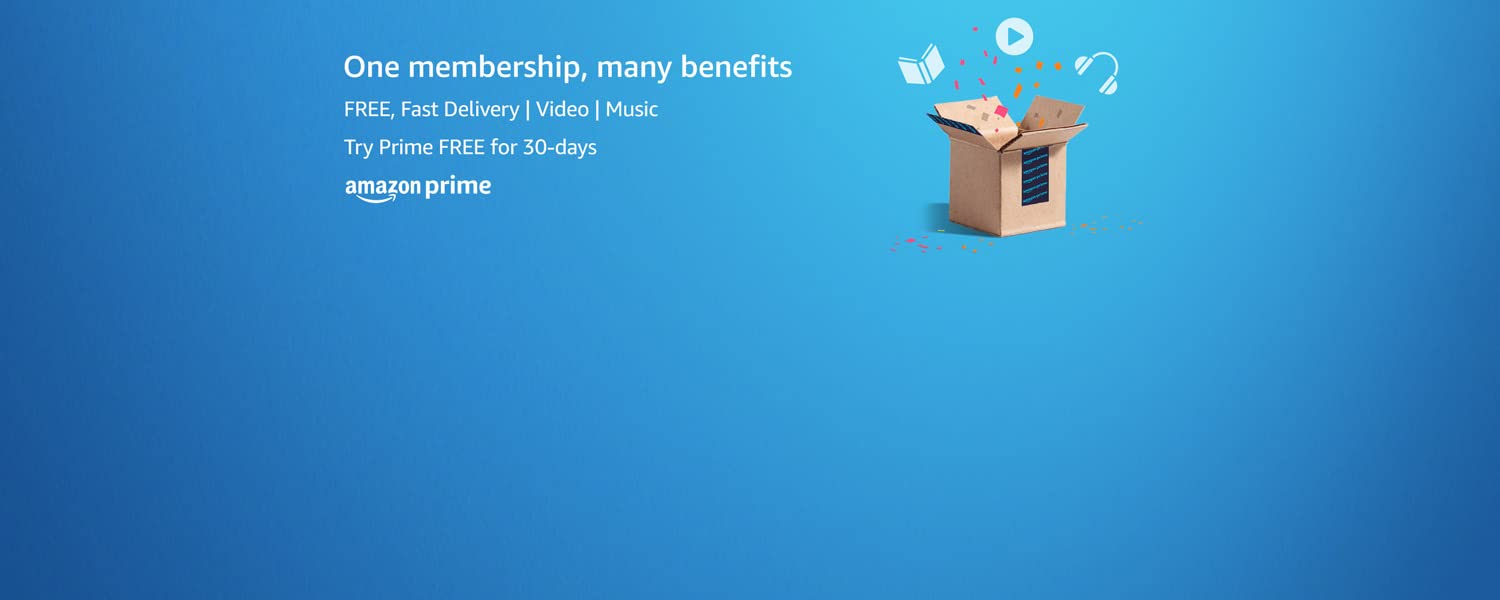 One membership, many benefits
FREE, Fast Delivery | Video | Music
Try Prime FREE for 30-days
amazon prime